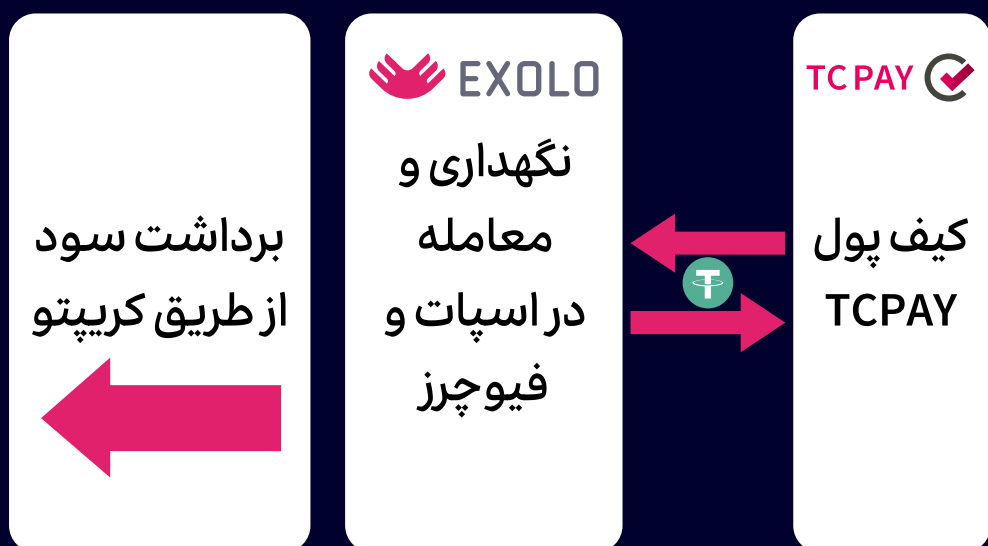 TC PAY
کیف پول
TCPAY
EXOLO
نگهداری و
معامله
در اسپات و
فیوچرز
برداشت سود
از طریق کریپتو